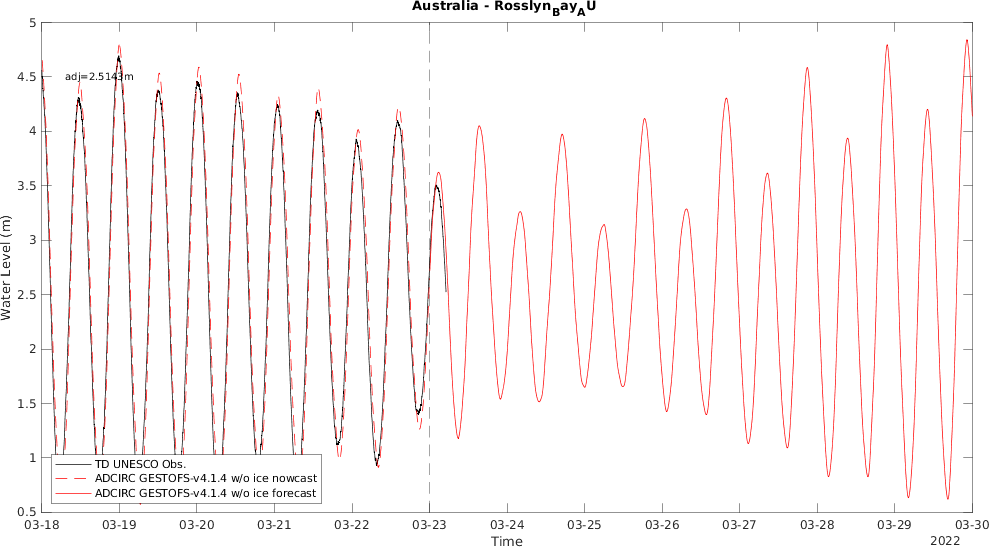 Australia - RosslynBayAU
5
4.5
4
3.5
3
2.5
2
1.5
1
0.5
Water Level (m)
adj=2.5143m
TD UNESCO Obs.
ADCIRC GESTOFS-v4.1.4 w/o ice nowcast
ADCIRC GESTOFS-v4.1.4 w/o ice forecast
03-18 03-19 03-20 03-21 03-22 03-23 03-24 03-25 03-26 03-27 03-28 03-29 03-30
Time
2022